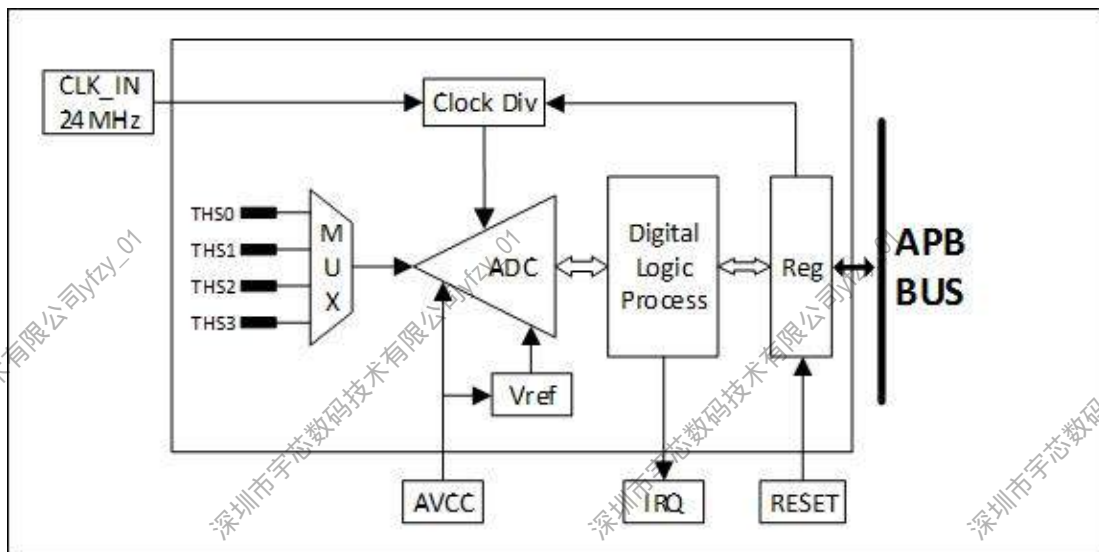 CLK_IN
24MHz
Clock Div
THS0
THS1
THS2
THS3
M
U
X
ADC
Digital
Logic
Process
Reg
APB
BUS
Vref
AVCC
IRQ
RESET
深圳市宇芯数码技术有限公司yfzy_01
深圳市宇芯数码技术有限公司yfzy_01